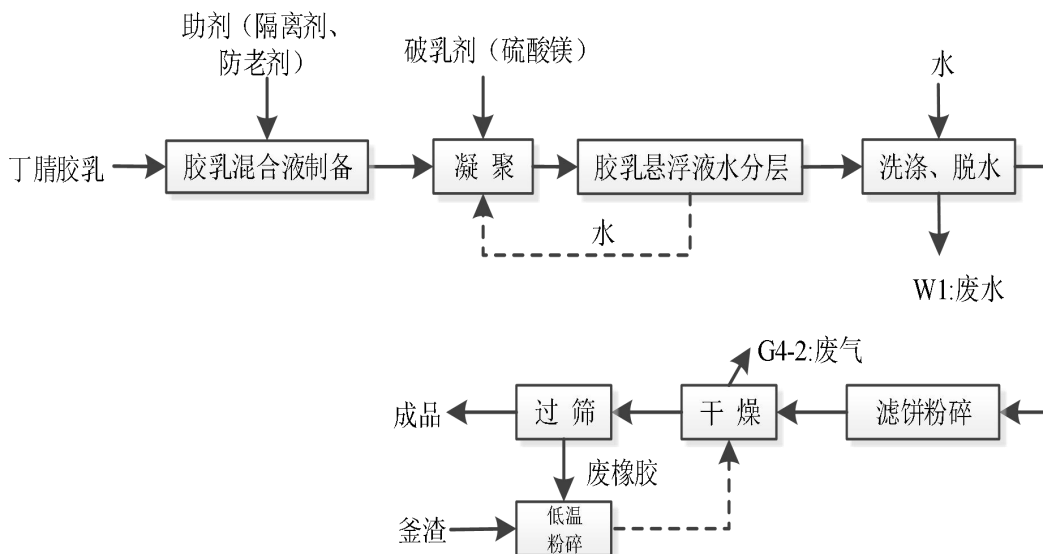 助剂（隔离剂、
防老剂）
破乳剂（硫酸镁）
水
丁腈胶乳
胶乳混合液制备
凝 聚
胶乳悬浮液水分层
洗涤、脱水
水
W1:废水
G4-2:废气
成品
过 筛
干 燥
滤饼粉碎
废橡胶
釜渣
低温
粉碎